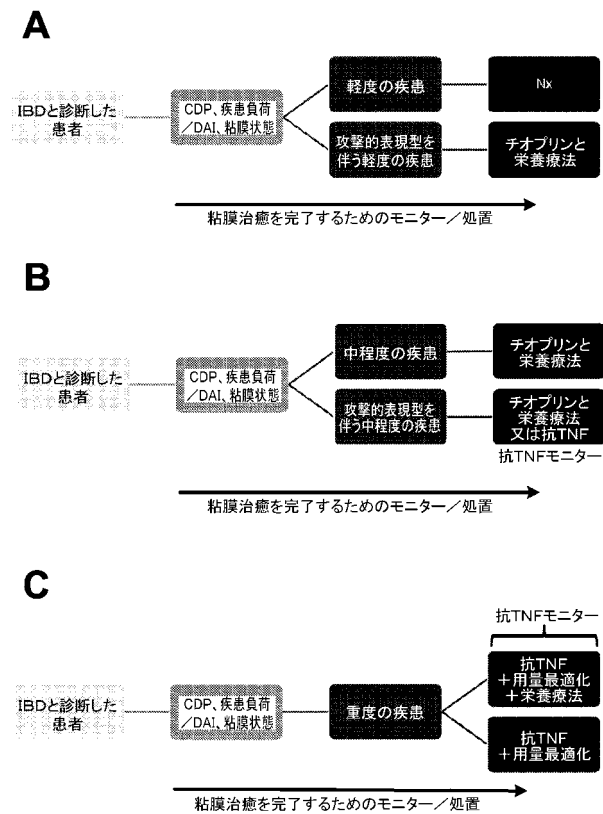 A
IBDと診断した
患者
CDP、疾患負荷
/DAI、粘膜状態
軽度の疾患
Nx
攻撃的表現型を
伴う軽度の疾患
チオプリンと
栄養療法
粘膜治癒を完了するためのモニター/処置
B
IBDと診断した
患者
CDP、疾患負荷
/DAI、粘膜状態
中程度の疾患
チオプリンと
栄養療法
攻撃的表現型を
伴う中程度の疾患
チオプリンと
栄養療法
又は抗TNF
抗TNFモニター
粘膜治癒を完了するためのモニター/処置
C
抗TNFモニター
IBDと診断した
患者
CDP、疾患負荷
/DAI、粘膜状態
重度の疾患
抗TNF
+用量最適化
+栄養療法
抗TNF
+用量最適化
粘膜治癒を完了するためのモニター/処置